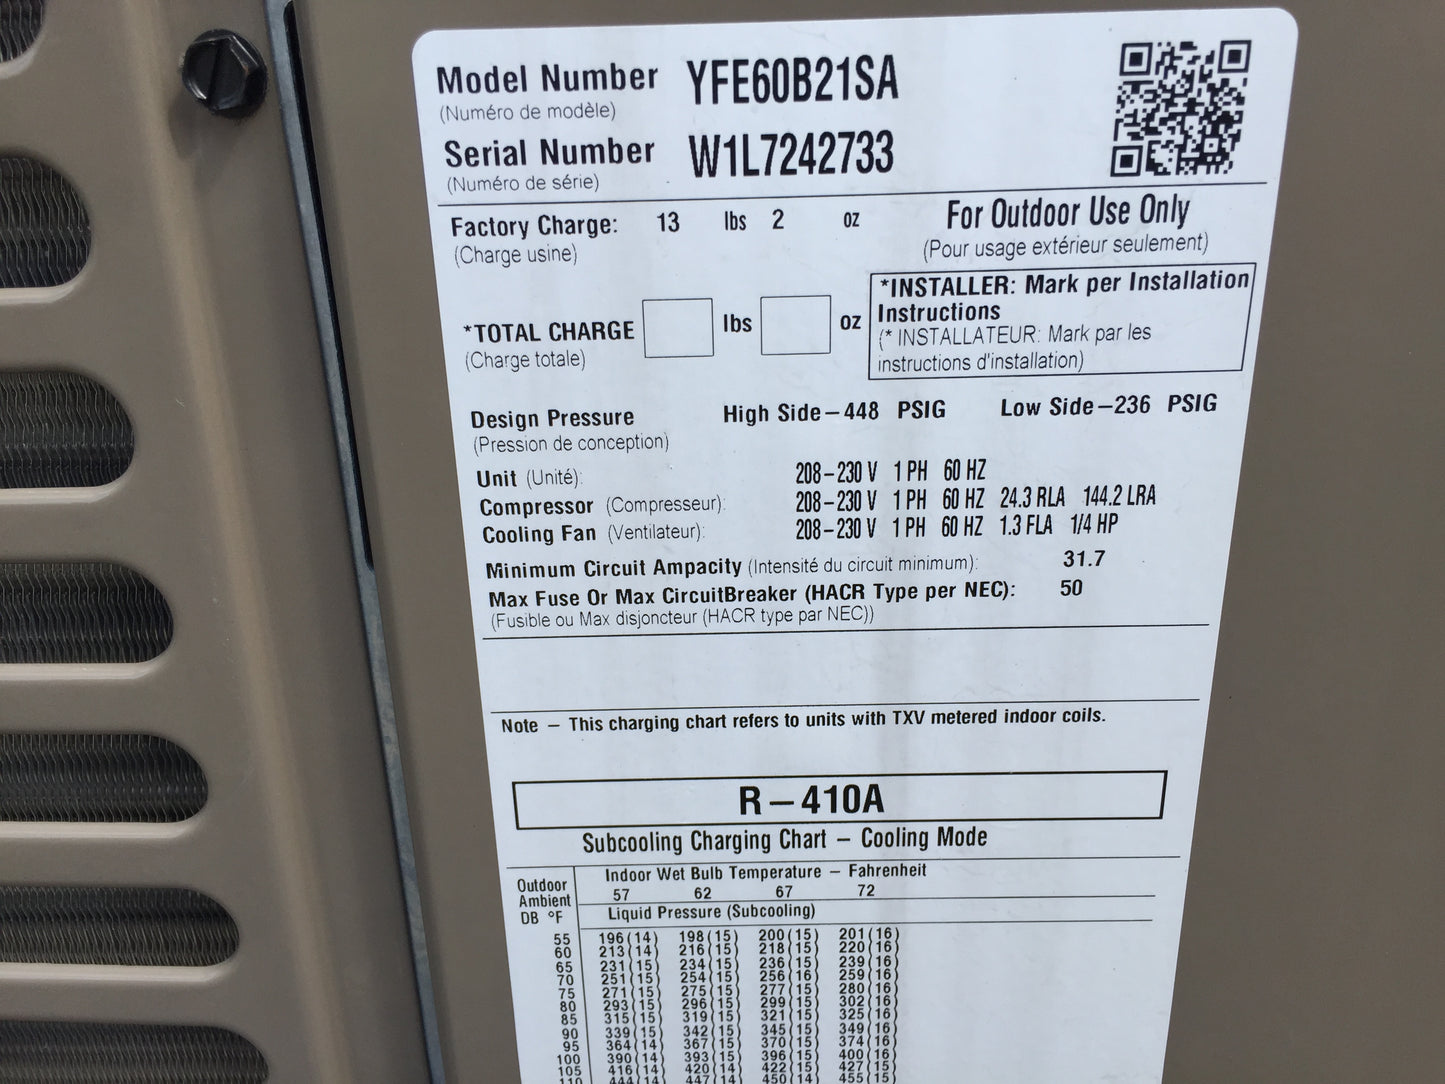 Model Number YFE60B21SA
(Numéro de modèle)
Serial Number W1L7242733
(Numéro de série)
Factory Charge: 13 lbs 2 oz For Outdoor Use Only
(Charge usine) (Pour usage extérieur seulement)
*INSTALLER: Mark per Installation
Instructions
*TOTAL CHARGE lbs oz
(* INSTALLATEUR: Mark par les
(Charge totale)
instructions d'installation)
Design Pressure High Side–448 PSIG Low Side–236 PSIG
(Pression de conception)
Unit (Unité): 208–230 V 1 PH 60 HZ
Compressor (Compresseur): 208–230 V 1 PH 60 HZ 24.3 RLA 144.2 LRA
Cooling Fan (Ventilateur): 208–230 V 1 PH 60 HZ 1.3 FLA 1/4 HP
Minimum Circuit Ampacity (Intensité du circuit minimum): 31.7
Max Fuse Or Max CircuitBreaker (HACR Type per NEC): 50
(Fusible ou Max disjoncteur (HACR type par NEC))
Note – This charging chart refers to units with TXV metered indoor coils.
R–410A
Subcooling Charging Chart – Cooling Mode
Outdoor Ambient DB °F
Indoor Wet Bulb Temperature – Fahrenheit
57 62 67 72
Liquid Pressure (Subcooling)
55 196(14) 198(15) 200(15) 201(16)
60 213(14) 216(15) 218(15) 220(16)
65 231(15) 234(15) 236(15) 239(16)
70 251(15) 254(15) 256(16) 259(16)
75 271(15) 275(15) 277(15) 280(16)
80 293(15) 296(15) 299(15) 302(16)
85 315(15) 319(15) 321(15) 325(16)
90 339(15) 342(15) 345(15) 349(16)
95 364(14) 367(15) 370(15) 374(16)
100 390(14) 393(15) 396(15) 400(16)
105 416(14) 420(14) 422(15) 427(15)
110 444(14) 447(14) 450(14) 455(15)